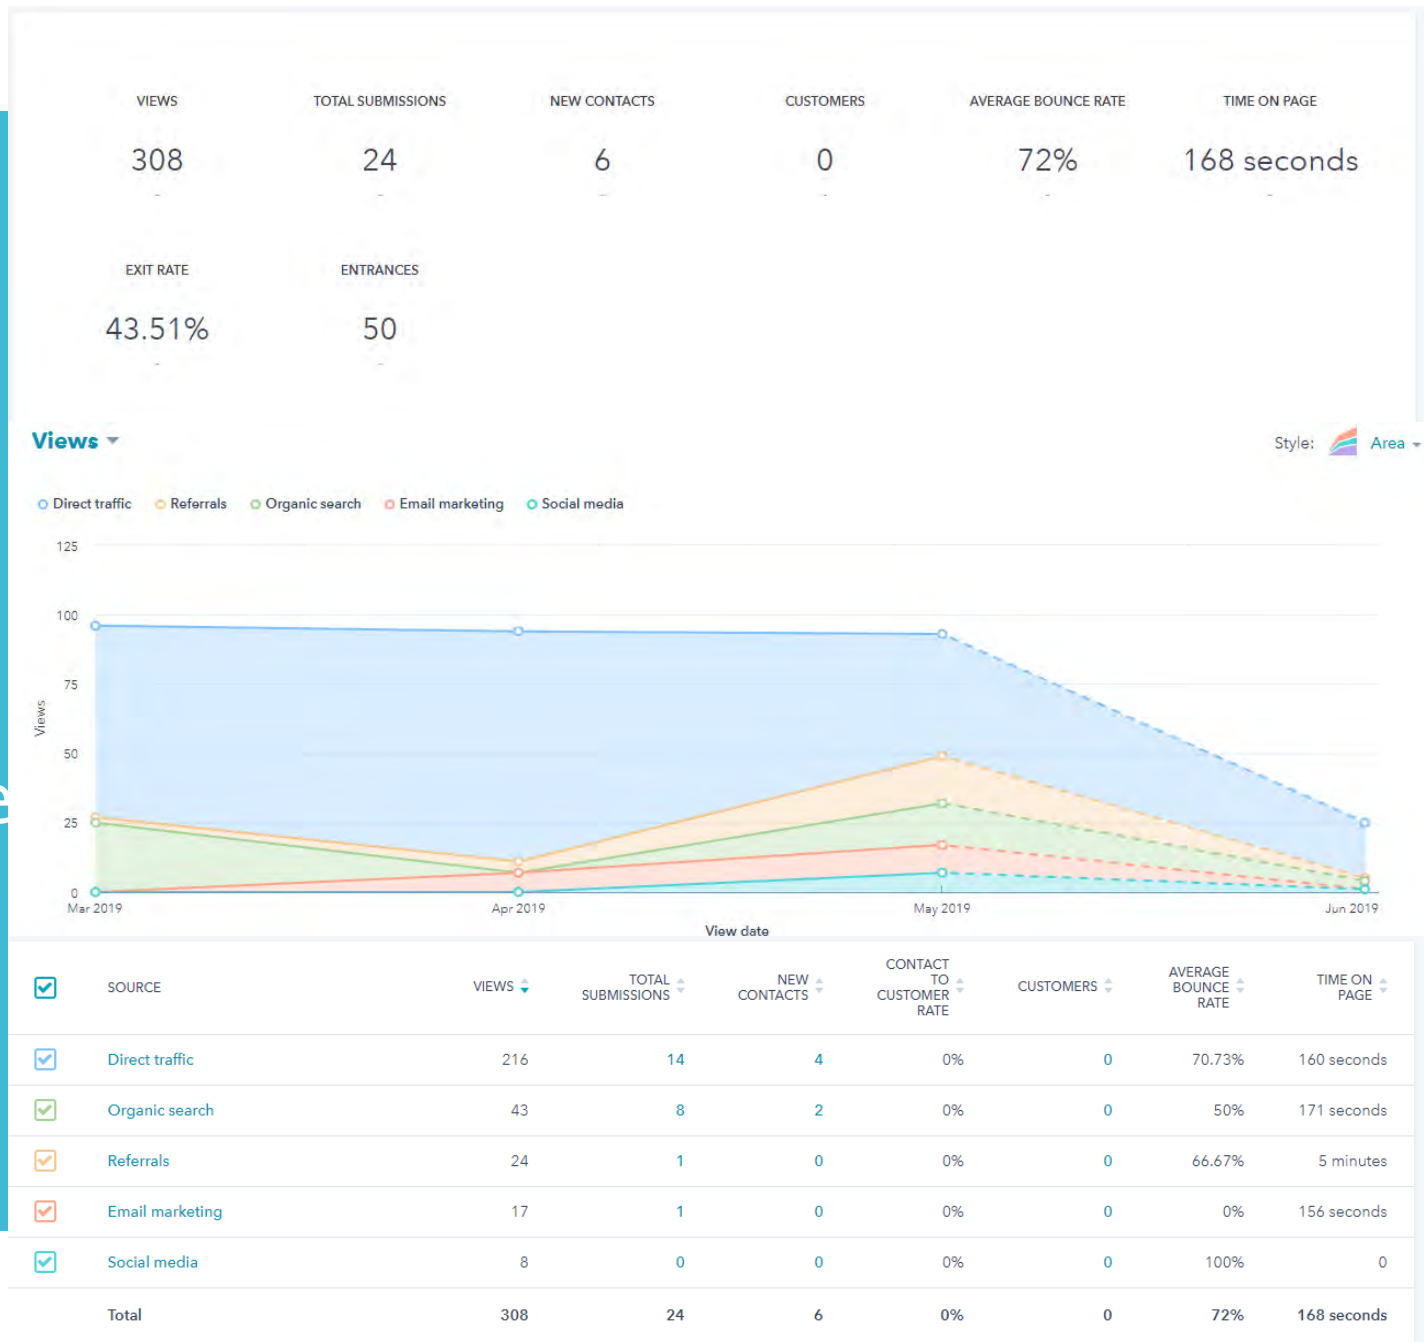 VIEWS TOTAL SUBMISSIONS NEW CONTACTS CUSTOMERS AVERAGE BOUNCE RATE TIME ON PAGE
308 24 6 0 72% 168 seconds
- - - - - -
EXIT RATE ENTRANCES
43.51% 50
- -
Views
Style: Area
Direct traffic Referrals Organic search Email marketing Social media
125
100
75
50
25
0
Views
e
Mar 2019 Apr 2019 May 2019 Jun 2019
View date
SOURCE VIEWS TOTAL SUBMISSIONS NEW CONTACTS CONTACT TO CUSTOMER RATE CUSTOMERS AVERAGE BOUNCE RATE TIME ON PAGE
Direct traffic 216 14 4 0% 0 70.73% 160 seconds
Organic search 43 8 2 0% 0 50% 171 seconds
Referrals 24 1 0 0% 0 66.67% 5 minutes
Email marketing 17 1 0 0% 0 0% 156 seconds
Social media 8 0 0 0% 0 100% 0
Total 308 24 6 0% 0 72% 168 seconds